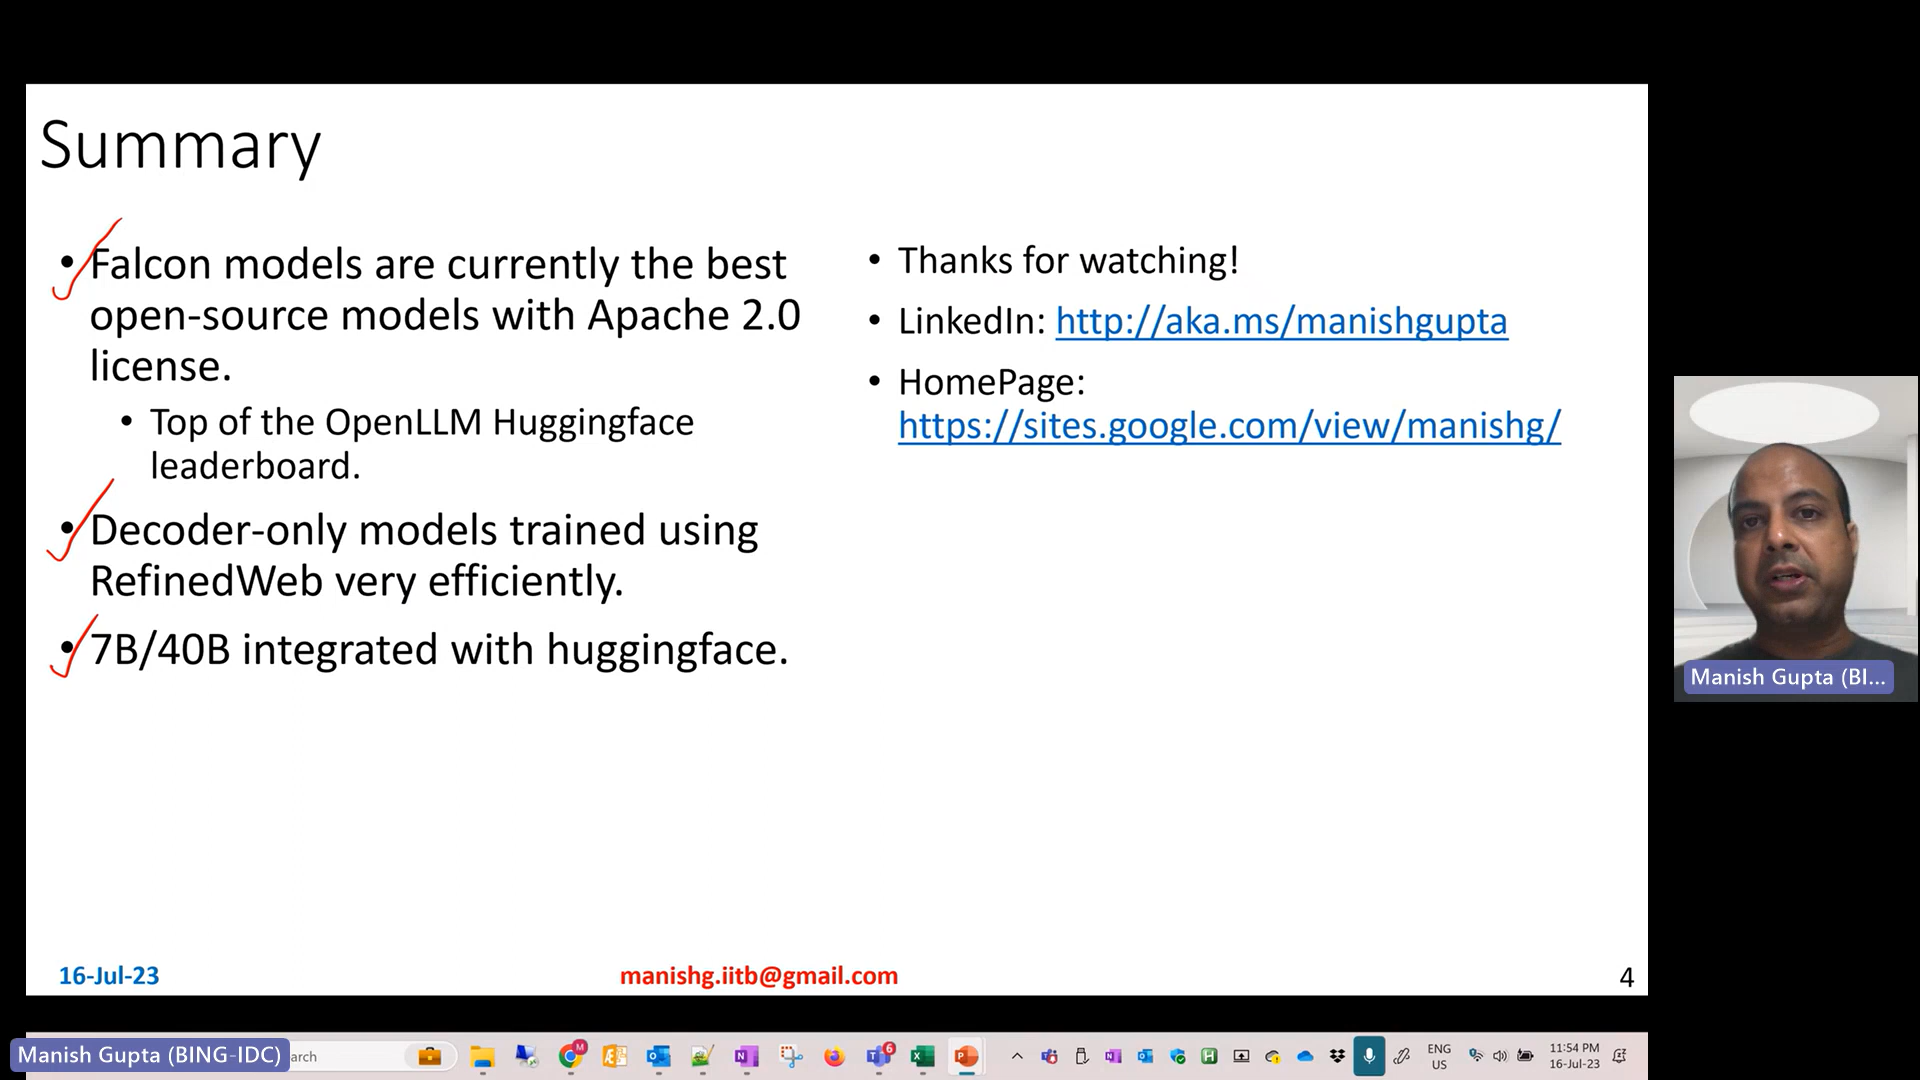 Summary
• Falcon models are currently the best
open-source models with Apache 2.0
license.
• Top of the OpenLLM Huggingface
leaderboard.
• Decoder-only models trained using
RefinedWeb very efficiently.
• 7B/40B integrated with huggingface.
• Thanks for watching!
• LinkedIn: http://aka.ms/manishgupta
• HomePage:
https://sites.google.com/view/manishg/
Manish Gupta (BI...
16-Jul-23
manishg.iitb@gmail.com
4
Manish Gupta (BING-IDC)
arch
M
6
ENG
US
11:54 PM
16-Jul-23